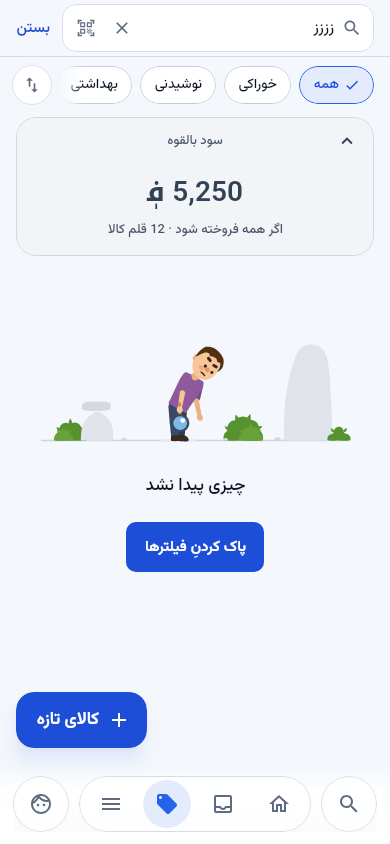 زززز
بستن
همه
خوراکی
نوشیدنی
بهداشتی
سود بالقوه
5,250 ؋
اگر همه فروخته شود · 12 قلم کالا
چیزی پیدا نشد
پاک کردنِ فیلترها
کالای تازه